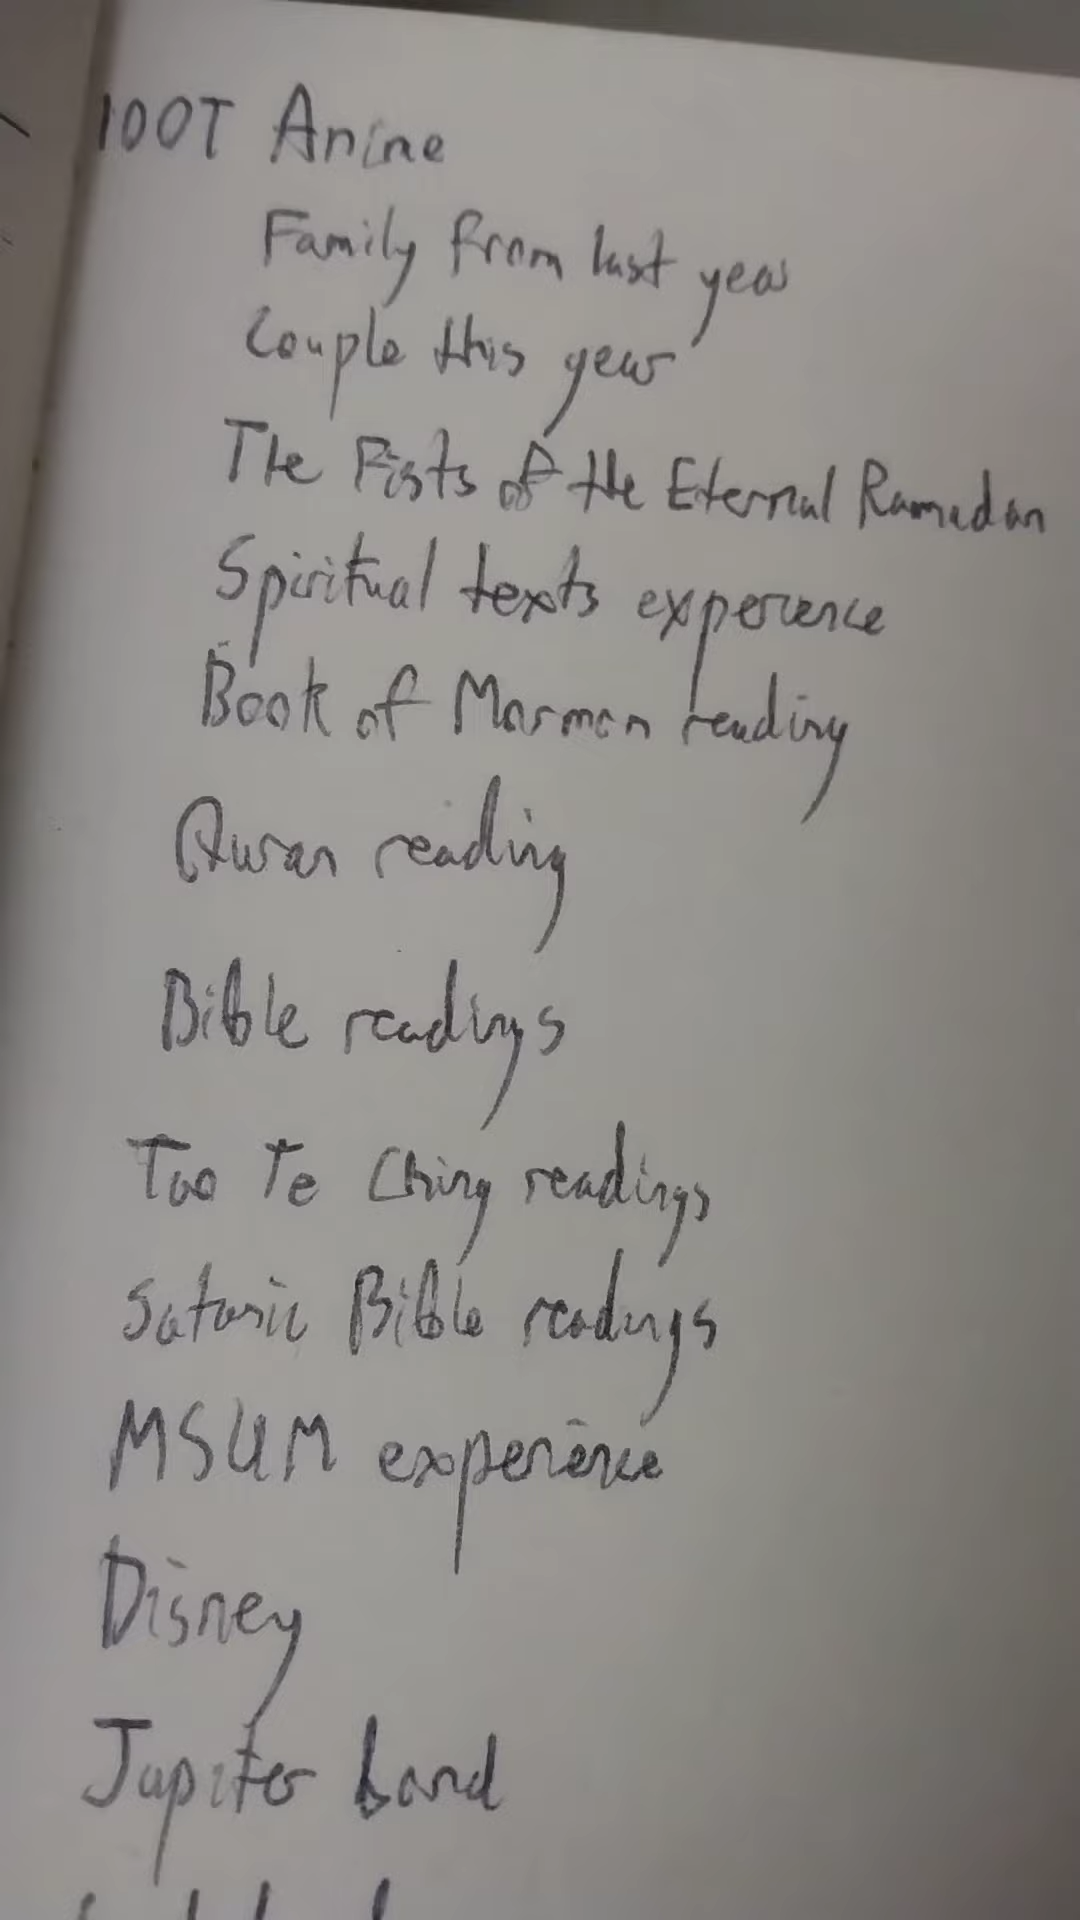 100T Anime
Family from last year
Couple this year
The Fists of the Eternal Ramadan
Spiritual texts experience
Book of Mormon reading
Quran reading
Bible readings
Tao Te Ching readings
Satanic Bible readings
MSUM experience
Disney
Jupiter band